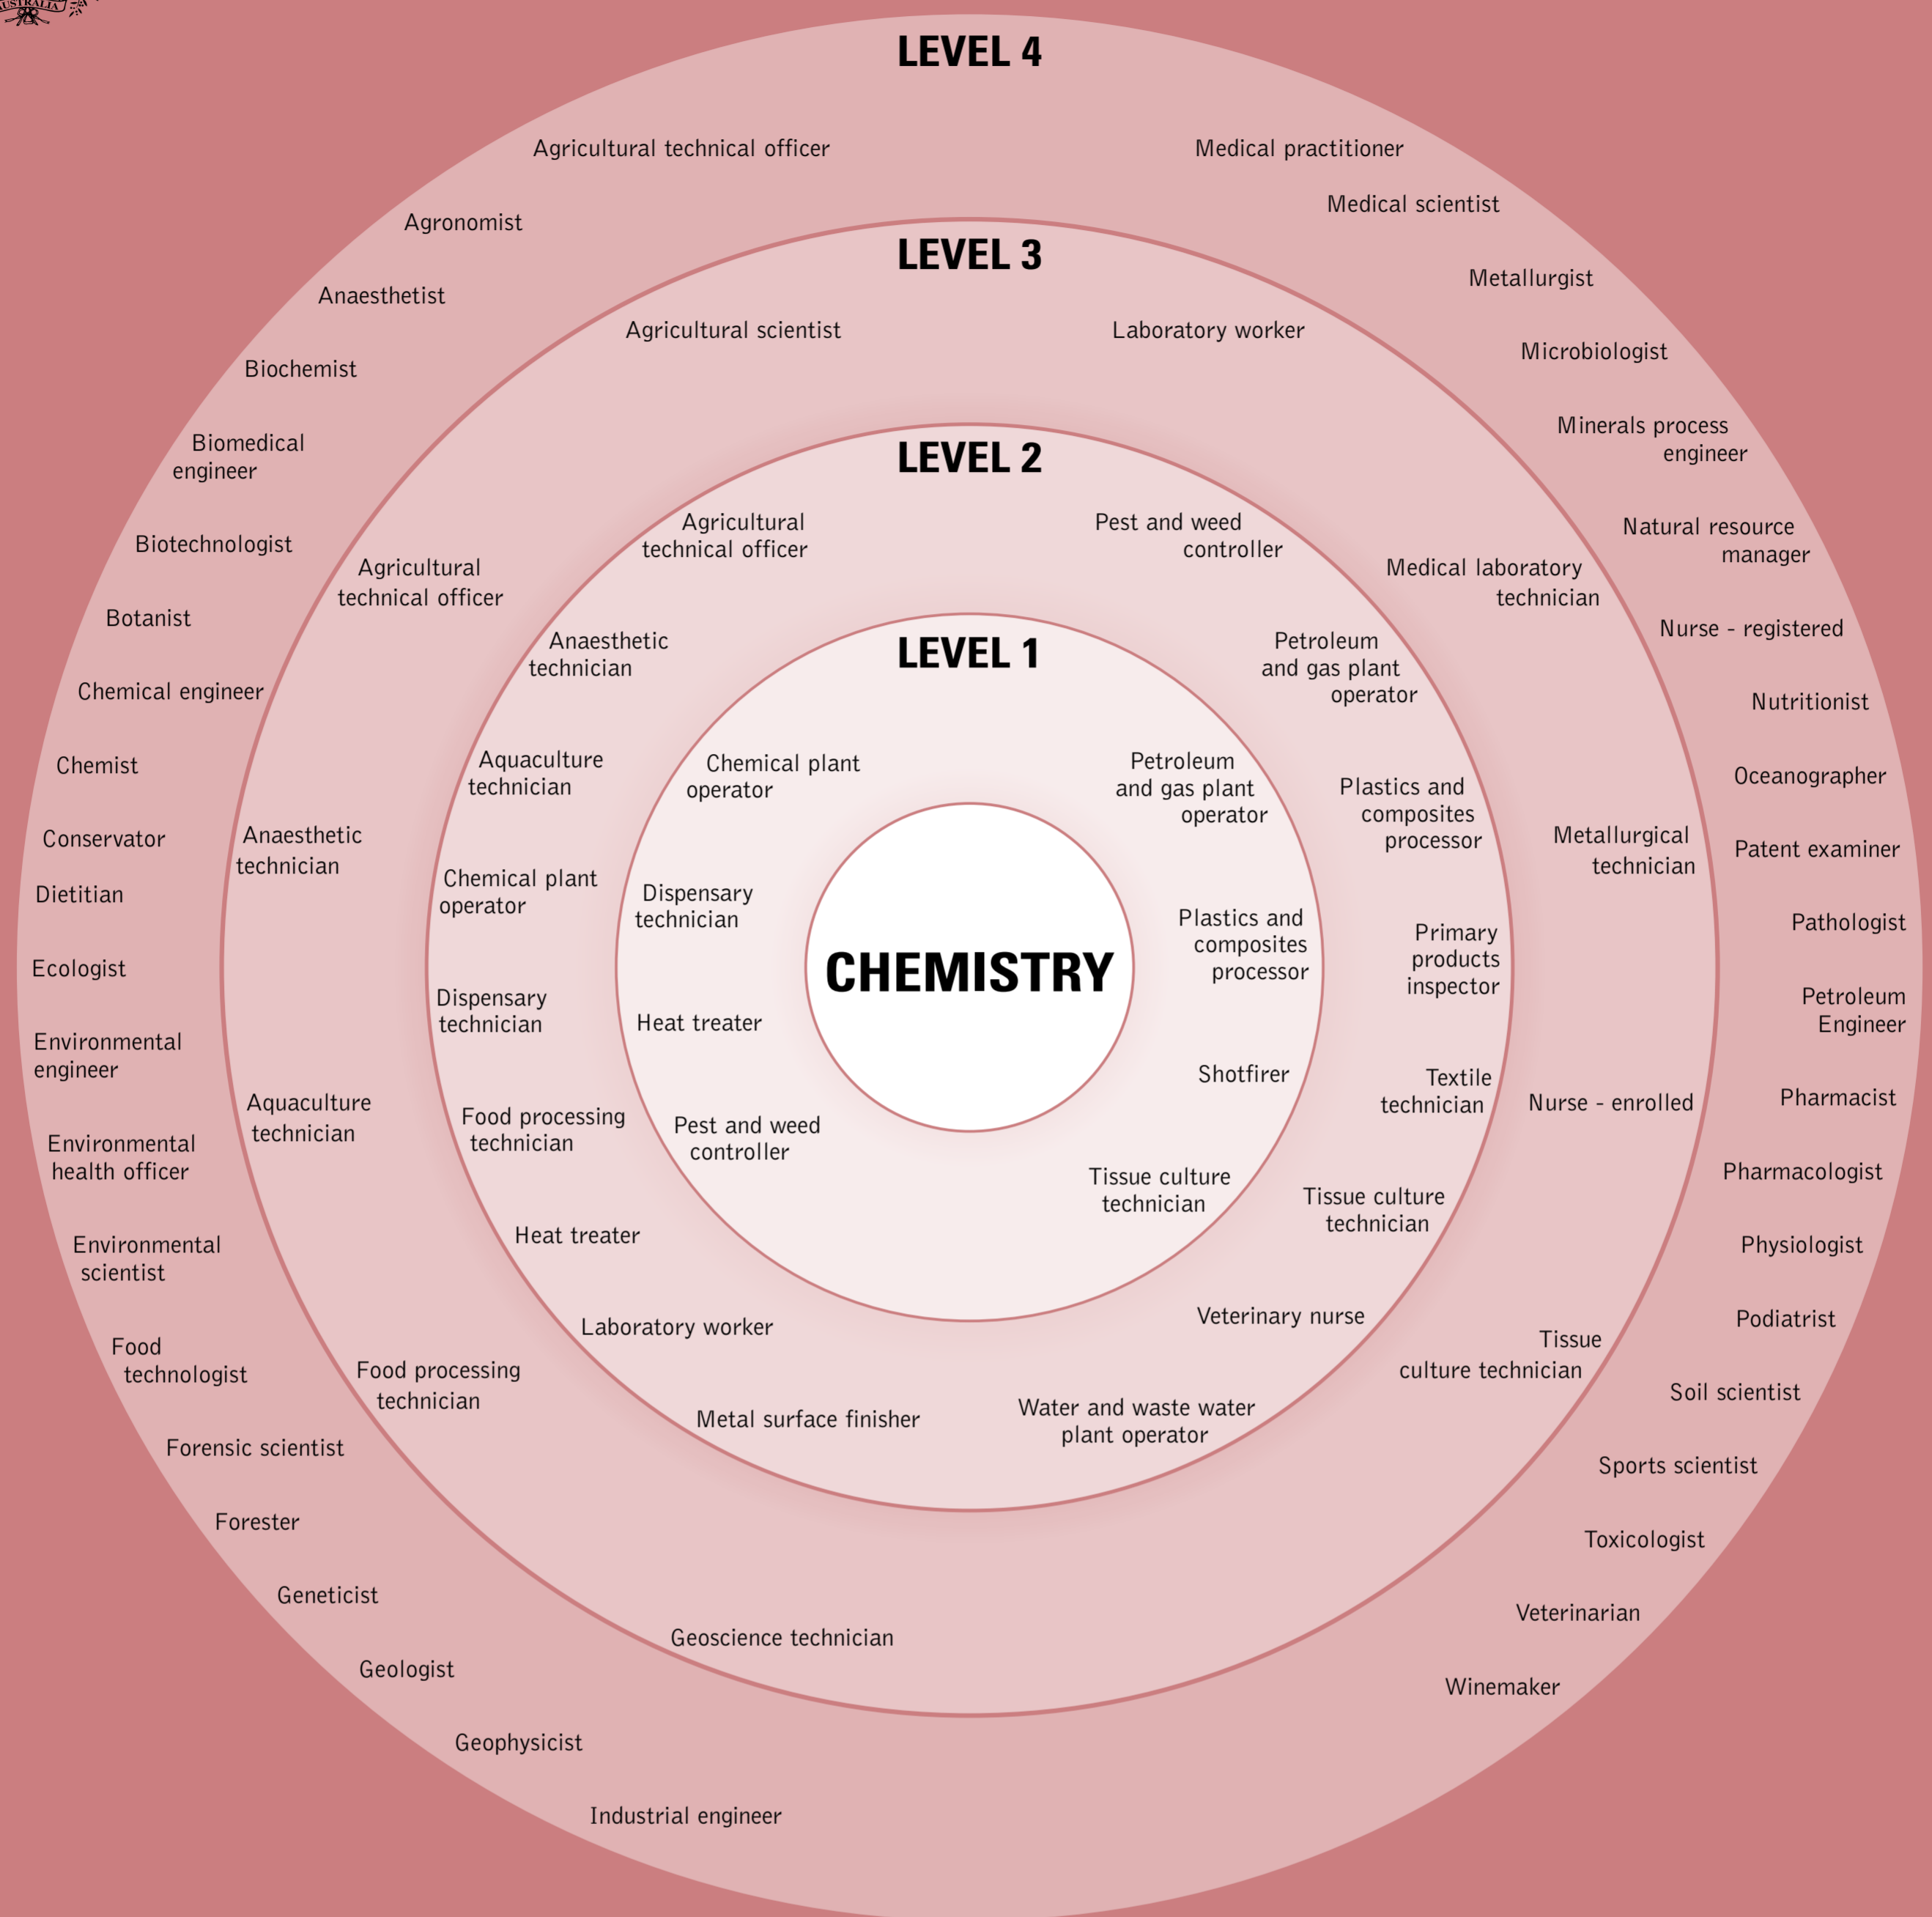 AUSTRALIA
LEVEL 4
Agricultural technical officer
Agronomist
Anaesthetist
Biochemist
Biomedical
engineer
Biotechnologist
Botanist
Chemical engineer
Chemist
Conservator
Dietitian
Ecologist
Environmental
engineer
Environmental
health officer
Environmental
scientist
Food
technologist
Forensic scientist
Forester
Geneticist
Geologist
Geophysicist
Industrial engineer
Medical practitioner
Medical scientist
Metallurgist
Microbiologist
Minerals process
engineer
Natural resource
manager
Nurse - registered
Nutritionist
Oceanographer
Patent examiner
Pathologist
Petroleum
Engineer
Pharmacist
Pharmacologist
Physiologist
Podiatrist
Soil scientist
Sports scientist
Toxicologist
Veterinarian
Winemaker
LEVEL 3
Agricultural scientist
Agricultural
technical officer
Anaesthetic
technician
Aquaculture
technician
Food processing
technician
Geoscience technician
Laboratory worker
Medical laboratory
technician
Metallurgical
technician
Nurse - enrolled
Tissue
culture technician
LEVEL 2
Agricultural
technical officer
Anaesthetic
technician
Aquaculture
technician
Chemical plant
operator
Dispensary
technician
Food processing
technician
Heat treater
Laboratory worker
Metal surface finisher
Pest and weed
controller
Petroleum
and gas plant
operator
Plastics and
composites
processor
Primary
products
inspector
Textile
technician
Tissue culture
technician
Veterinary nurse
Water and waste water
plant operator
LEVEL 1
Chemical plant
operator
Dispensary
technician
Heat treater
Pest and weed
controller
Petroleum
and gas plant
operator
Plastics and
composites
processor
Shotfirer
Tissue culture
technician
CHEMISTRY